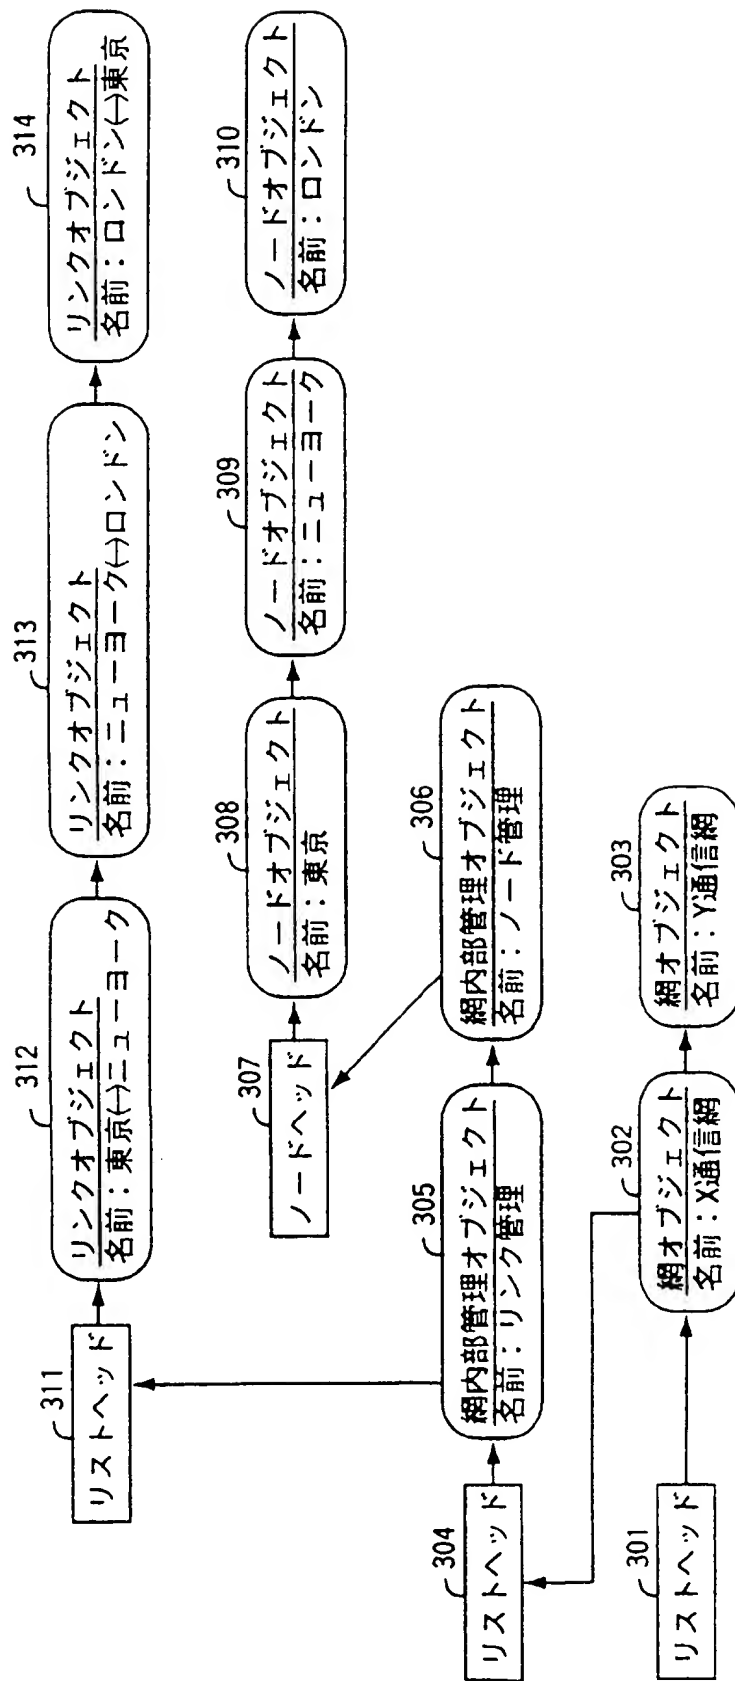 312
リンクオブジェクト
名前：東京(↔)ニューヨーク
313
リンクオブジェクト
名前：ニューヨーク(↔)ロンドン
314
リンクオブジェクト
名前：ロンドン(↔)東京
311
リストヘッド
307
ノードヘッド
308
ノードオブジェクト
名前：東京
309
ノードオブジェクト
名前：ニューヨーク
310
ノードオブジェクト
名前：ロンドン
304
リストヘッド
305
網内部管理オブジェクト
名前：リンク管理
306
網内部管理オブジェクト
名前：ノード管理
301
リストヘッド
302
網オブジェクト
名前：X通信網
303
網オブジェクト
名前：Y通信網